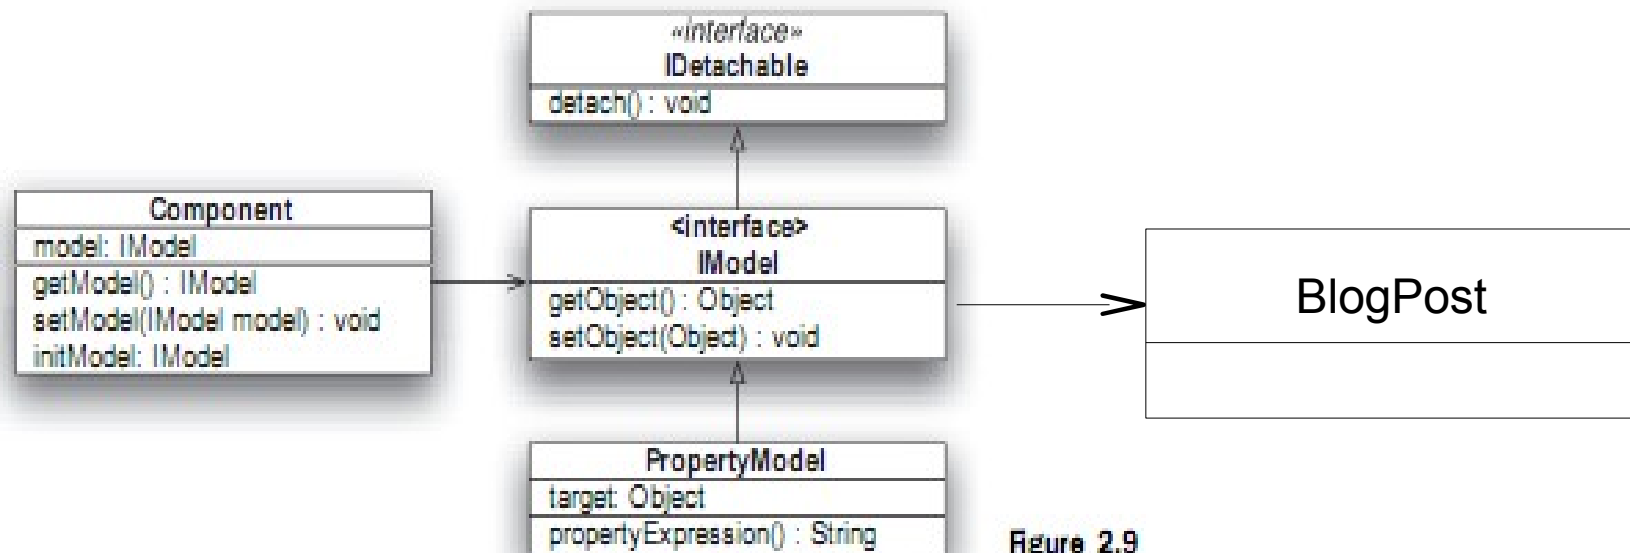 «interface»
IDetachable
detach() : void
Component
model: IModel
getModel() : IModel
setModel(IModel model) : void
initModel: IModel
<interface>
IModel
getObject() : Object
setObject(Object) : void
BlogPost
PropertyModel
target: Object
propertyExpression() : String
Figure 2.9